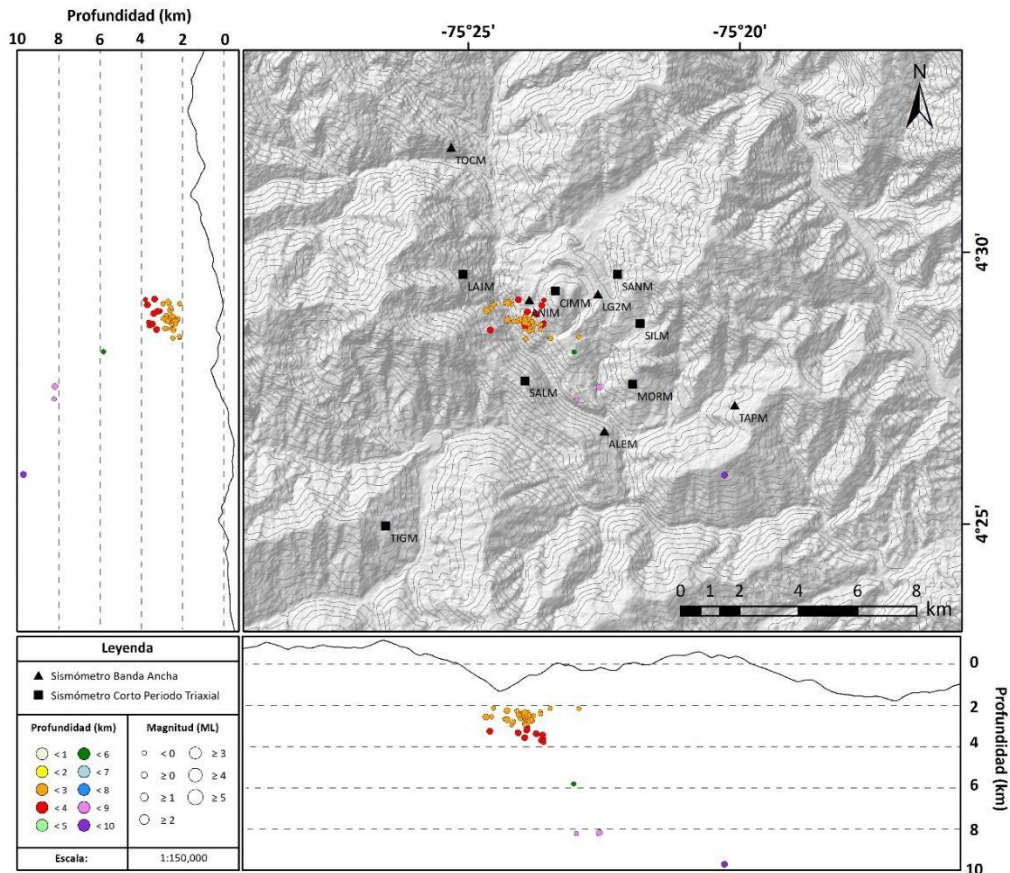 Profundidad (km)
10 8 6 4 2 0
-75°25' -75°20'
N
TOCM
4°30'
LAJM
SANM
CIMM
LG2M
ANIM
SILM
SALM
MORM
TAPM
ALEM
4°25'
TIGM
0 1 2 4 6 8
km
Leyenda
Sismómetro Banda Ancha
Sismómetro Corto Periodo Triaxial
Profundidad (km)
< 1 < 6
< 2 < 7
< 3 < 8
< 4 < 9
< 5 < 10
Magnitud (ML)
< 0 ≥ 3
≥ 0 ≥ 4
≥ 1 ≥ 5
≥ 2
Escala: 1:150,000
0
2
4
6
8
10
Profundidad (km)